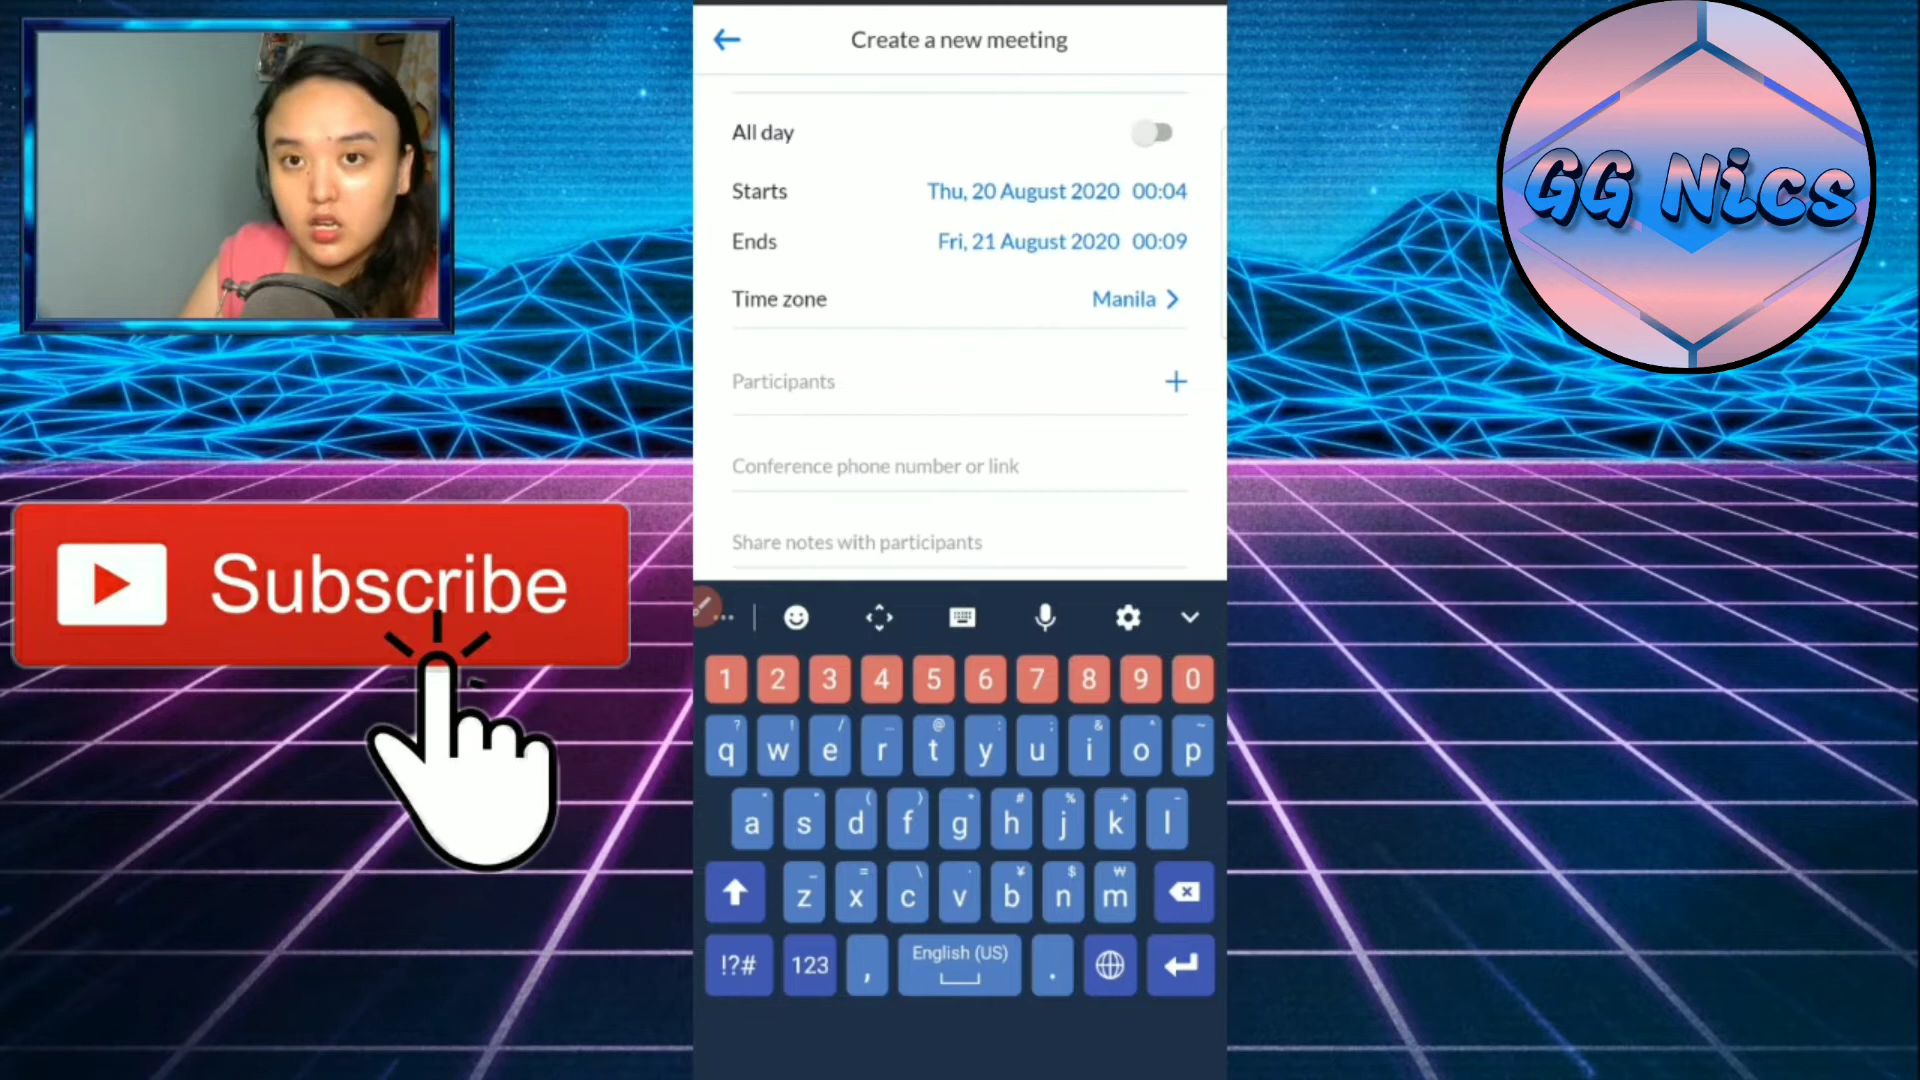 Create a new meeting
All day
Starts Thu, 20 August 2020 00:04
Ends Fri, 21 August 2020 00:09
Time zone Manila
Participants
Conference phone number or link
Share notes with participants
GG Nics
Subscribe
1 2 3 4 5 6 7 8 9 0
q w e r t y u i o p
a s d f g h j k l
z x c v b n m
!?# 123 , English (US) .